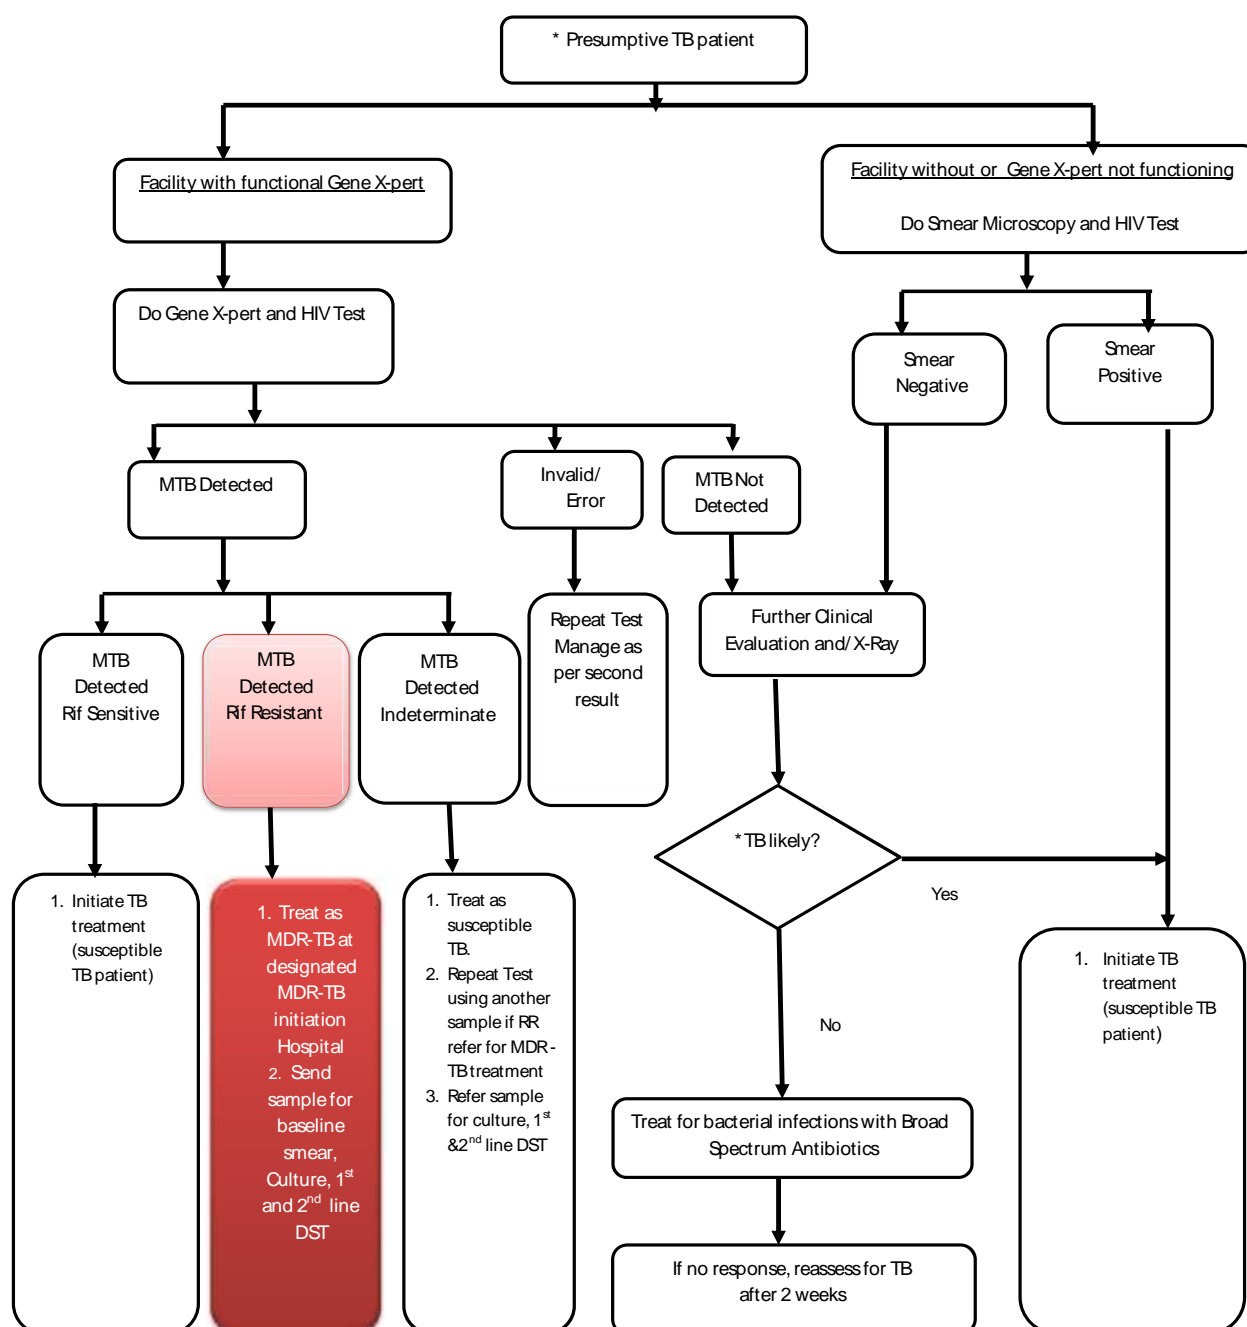 * Presumptive TB patient
Facility with functional Gene X-pert
Facility without or Gene X-pert not functioning
Do Smear Microscopy and HIV Test
Do Gene X-pert and HIV Test
Smear
Negative
Smear
Positive
MTB Detected
Invalid/
Error
MTB Not
Detected
MTB
Detected
Rif Sensitive
MTB
Detected
Rif Resistant
MTB
Detected
Indeterminate
Repeat Test
Manage as
per second
result
Further Clinical
Evaluation and/ X-Ray
* TB likely?
Yes
No
1. Initiate TB
treatment
(susceptible
TB patient)
1. Treat as
MDR-TB at
designated
MDR-TB
initiation
Hospital
2. Send
sample for
baseline
smear,
Culture, 1st
and 2nd line
DST
1. Treat as
susceptible
TB.
2. Repeat Test
using another
sample if RR
refer for MDR -
TB treatment
3. Refer sample
for culture, 1st
&2nd line DST
Treat for bacterial infections with Broad
Spectrum Antibiotics
If no response, reassess for TB
after 2 weeks
1. Initiate TB
treatment
(susceptible TB
patient)